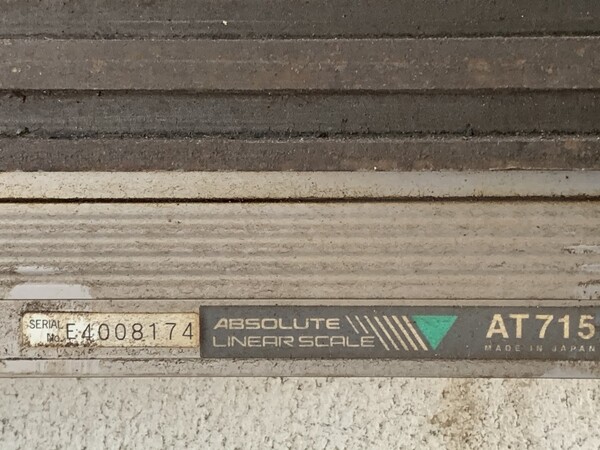 SERIAL
No. E4008174
ABSOLUTE
LINEAR SCALE
AT715
MADE IN JAPAN